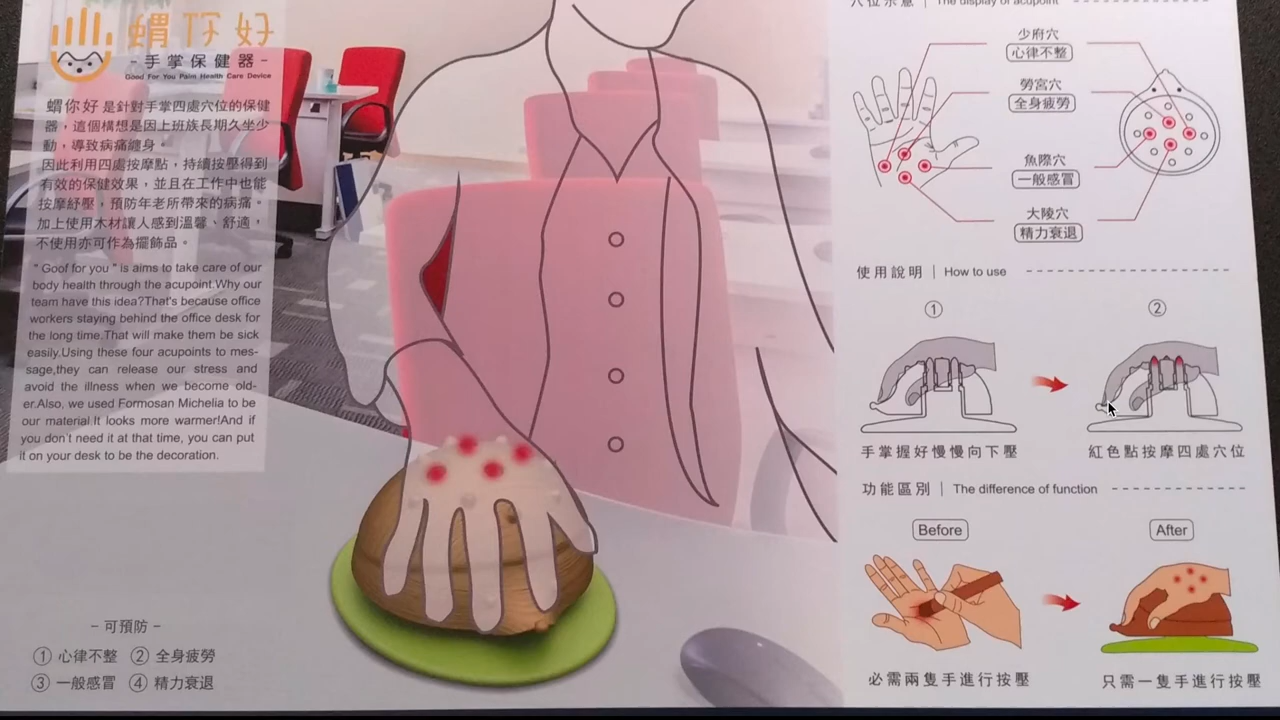 蝟你好
-手掌保健器-
Good For You Palm Health Care Device
蝟你好是針對手掌四處穴位的保健
器，這個構想是因上班族長期久坐少
動，導致病痛纏身。
因此利用四處按摩點，持續按壓得到
有效的保健效果，並且在工作中也能
按摩紓壓，預防年老所帶來的病痛。
加上使用木材讓人感到溫馨、舒適，
不使用亦可作為擺飾品。
" Goof for you " is aims to take care of our
body health through the acupoint.Why our
team have this idea?That's because office
workers staying behind the office desk for
the long time.That will make them be sick
easily.Using these four acupoints to mes-
sage,they can release our stress and
avoid the illness when we become old-
er.Also, we used Formosan Michelia to be
our material.It looks more warmer!And if
you don't need it at that time, you can put
it on your desk to be the decoration.
-可預防-
① 心律不整 ② 全身疲勞
③ 一般感冒 ④ 精力衰退
穴位示意 | The display of acupoint
少府穴
心律不整
勞宮穴
全身疲勞
魚際穴
一般感冒
大陵穴
精力衰退
使用說明 | How to use
① ②
手掌握好慢慢向下壓
紅色點按摩四處穴位
功能區別 | The difference of function
Before
After
必需兩隻手進行按壓
只需一隻手進行按壓